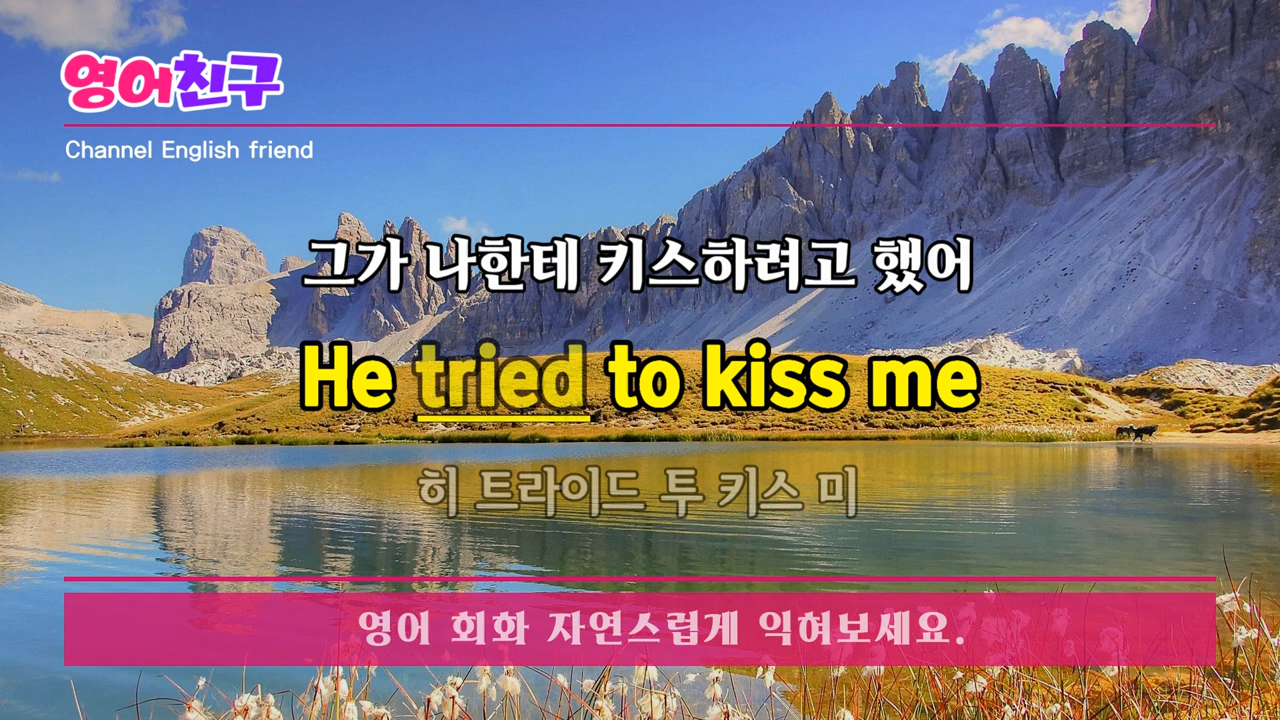 영어친구
Channel English friend
그가 나한테 키스하려고 했어
He tried to kiss me
히 트라이드 투 키스 미
영어 회화 자연스럽게 익혀보세요.